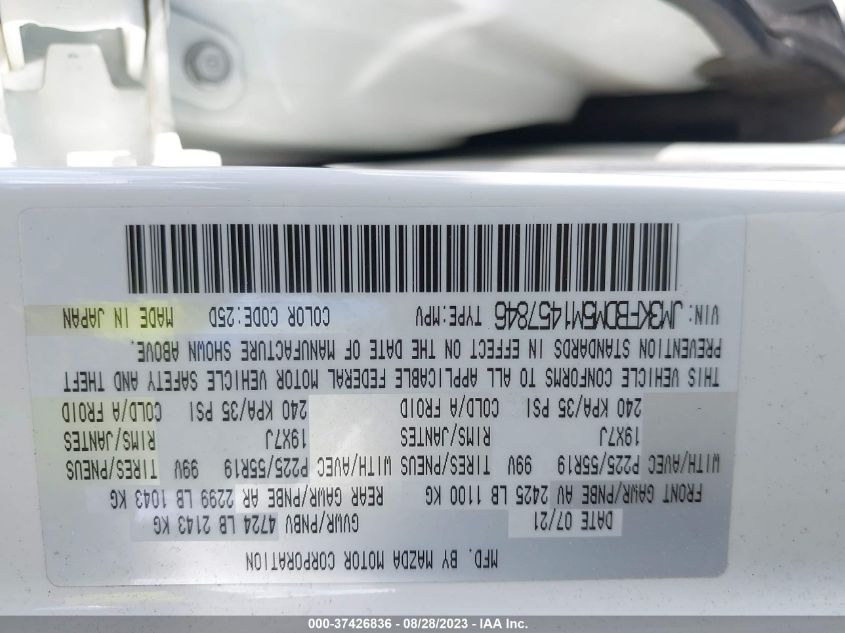 MFD. BY MAZDA MOTOR CORPORATION
DATE 07/21 GVWR/PNBV 4724 LB 2143 KG
FRONT GAWR/PNBE AV 2425 LB 1100 KG REAR GAWR/PNBE AR 2299 LB 1043 KG
WITH/AVEC P225/55R19 99V TIRES/PNEUS WITH/AVEC P225/55R19 99V TIRES/PNEUS
19X7J RIMS/JANTES 19X7J RIMS/JANTES
240 KPA/35 PSI COLD/A FROID 240 KPA/35 PSI COLD/A FROID
THIS VEHICLE CONFORMS TO ALL APPLICABLE FEDERAL MOTOR VEHICLE SAFETY AND THEFT
PREVENTION STANDARDS IN EFFECT ON THE DATE OF MANUFACTURE SHOWN ABOVE.
VIN: JM3KFBDM5M1457846 TYPE:MPV COLOR CODE:25D MADE IN JAPAN
000-37426836 - 08/28/2023 - IAA Inc.